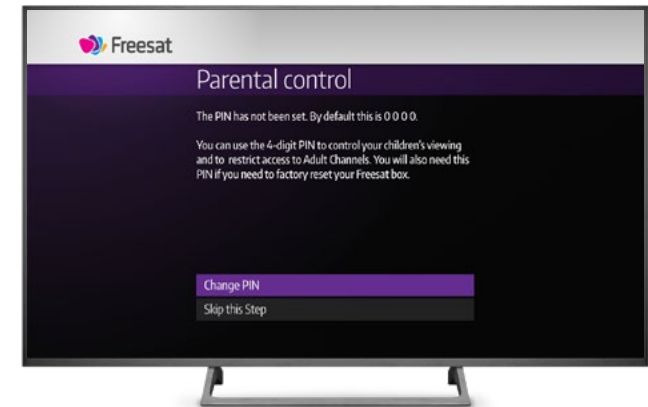 Freesat
Parental control
The PIN has not been set. By default this is 0 0 0 0.
You can use the 4-digit PIN to control your children's viewing
and to restrict access to Adult Channels. You will also need this
PIN if you need to factory reset your Freesat box.
Change PIN
Skip this Step